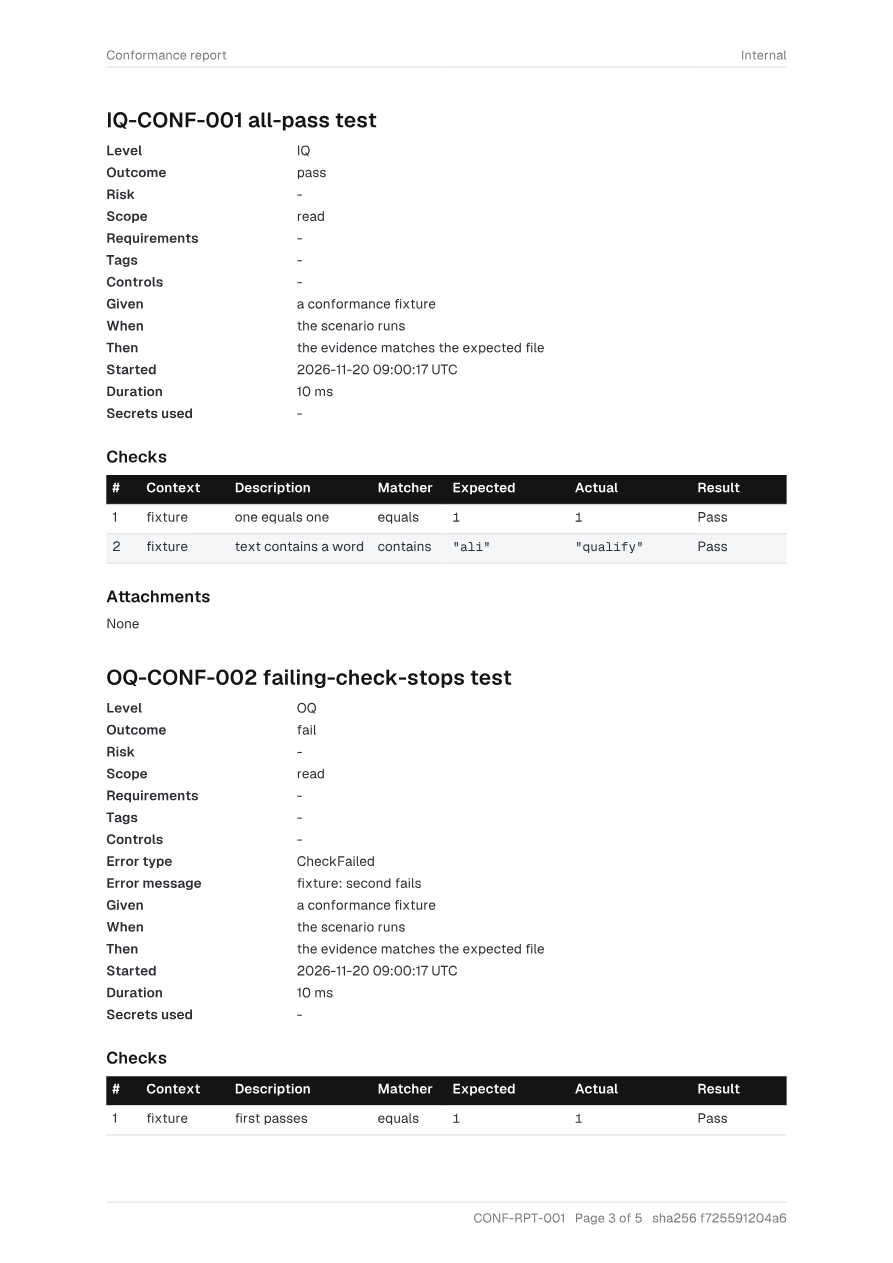 Conformance report Internal
IQ-CONF-001 all-pass test
Level IQ
Outcome pass
Risk -
Scope read
Requirements -
Tags -
Controls -
Given a conformance fixture
When the scenario runs
Then the evidence matches the expected file
Started 2026-11-20 09:00:17 UTC
Duration 10 ms
Secrets used -
Checks
# Context Description Matcher Expected Actual Result
1 fixture one equals one equals 1 1 Pass
2 fixture text contains a word contains "ali" "qualify" Pass
Attachments
None
OQ-CONF-002 failing-check-stops test
Level OQ
Outcome fail
Risk -
Scope read
Requirements -
Tags -
Controls -
Error type CheckFailed
Error message fixture: second fails
Given a conformance fixture
When the scenario runs
Then the evidence matches the expected file
Started 2026-11-20 09:00:17 UTC
Duration 10 ms
Secrets used -
Checks
# Context Description Matcher Expected Actual Result
1 fixture first passes equals 1 1 Pass
CONF-RPT-001 Page 3 of 5 sha256 f725591204a6